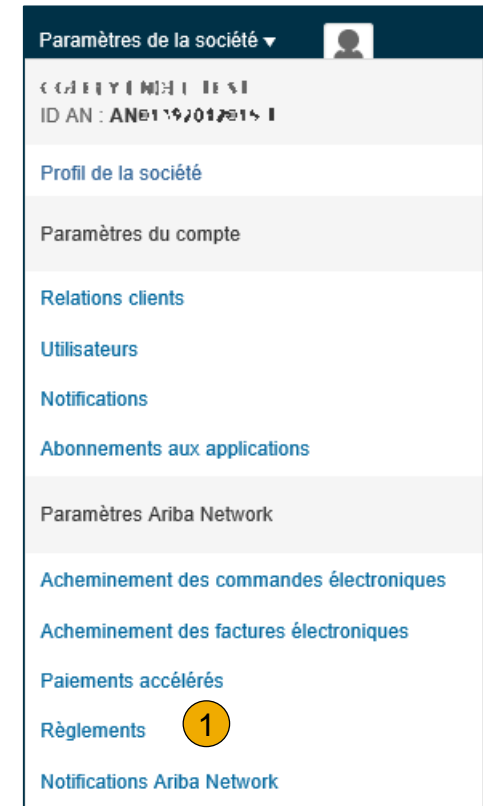 Paramètres de la société ▾
ID AN :
Profil de la société
Paramètres du compte
Relations clients
Utilisateurs
Notifications
Abonnements aux applications
Paramètres Ariba Network
Acheminement des commandes électroniques
Acheminement des factures électroniques
Paiements accélérés
Règlements 1
Notifications Ariba Network